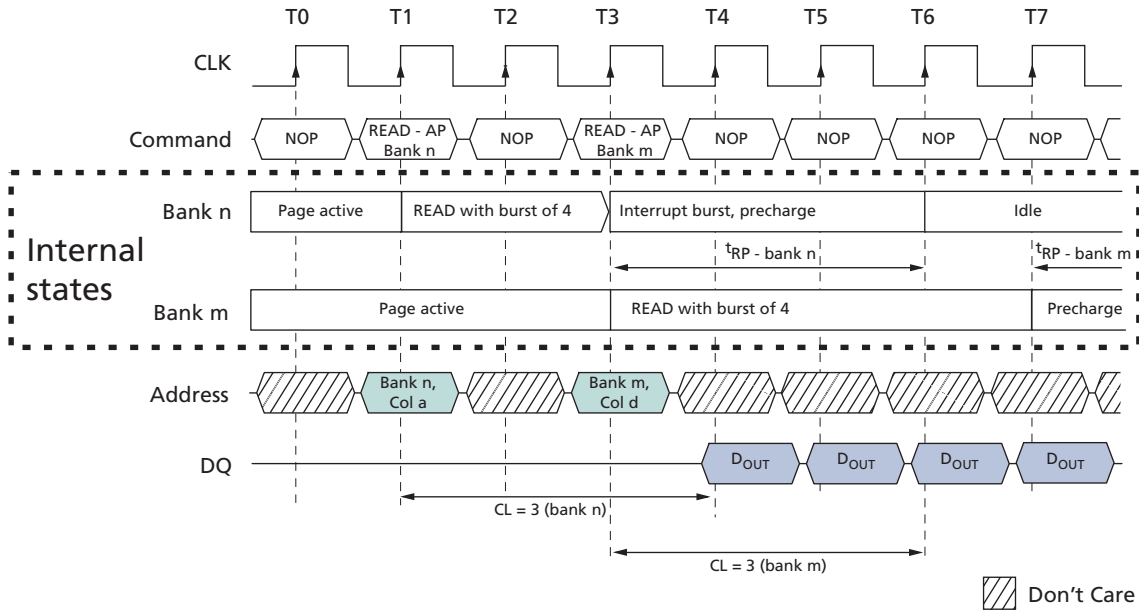 T0 T1 T2 T3 T4 T5 T6 T7
CLK
Command NOP READ - AP Bank n NOP READ - AP Bank m NOP NOP NOP NOP
Bank n Page active READ with burst of 4 Interrupt burst, precharge Idle
Internal states
tRP - bank n tRP - bank m
Bank m Page active READ with burst of 4 Precharge
Address Bank n, Col a Bank m, Col d
DQ DOUT DOUT DOUT DOUT
CL = 3 (bank n)
CL = 3 (bank m)
Don't Care